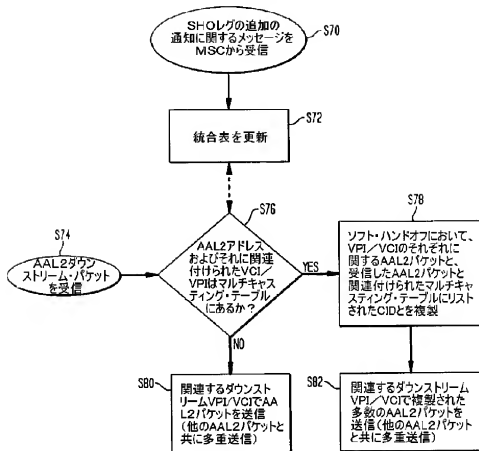 SHOレグの追加の
通知に関するメッセージを
MSCから受信
S70
統合表を更新
S72
S74
AAL2ダウン
ストリーム・パケット
を受信
S76
AAL2アドレス
およびそれに関連
付けられたVCI/
VPIはマルチキャス
ティング・テーブル
にあるか?
YES
NO
S78
ソフト・ハンドオフにおいて、
VPI/VCIのそれぞれに
関するAAL2パケットと、
受信したAAL2パケットと
関連付けられたマルチキャ
スティング・テーブルにリスト
されたCIDとを複製
S80
関連するダウンスト
リームVPI/VCIでAA
L2パケットを送信
(他のAAL2パケットと
共に多重送信)
S82
関連するダウンストリーム
VPI/VCIで複製された
多数のAAL2パケットを
送信(他のAAL2パケッ
トと共に多重送信)